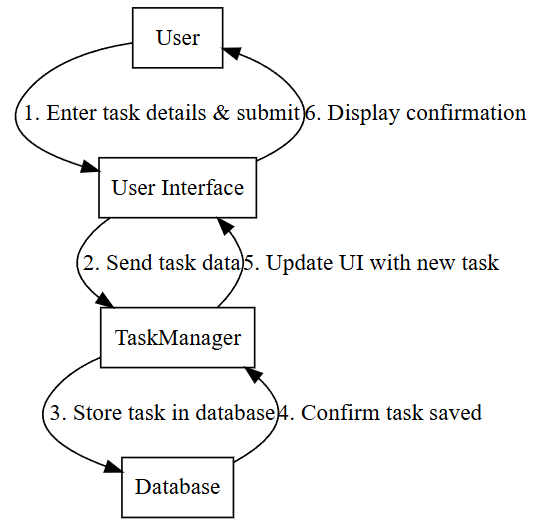 User
1. Enter task details & submit
6. Display confirmation
User Interface
2. Send task data
5. Update UI with new task
TaskManager
3. Store task in database
4. Confirm task saved
Database